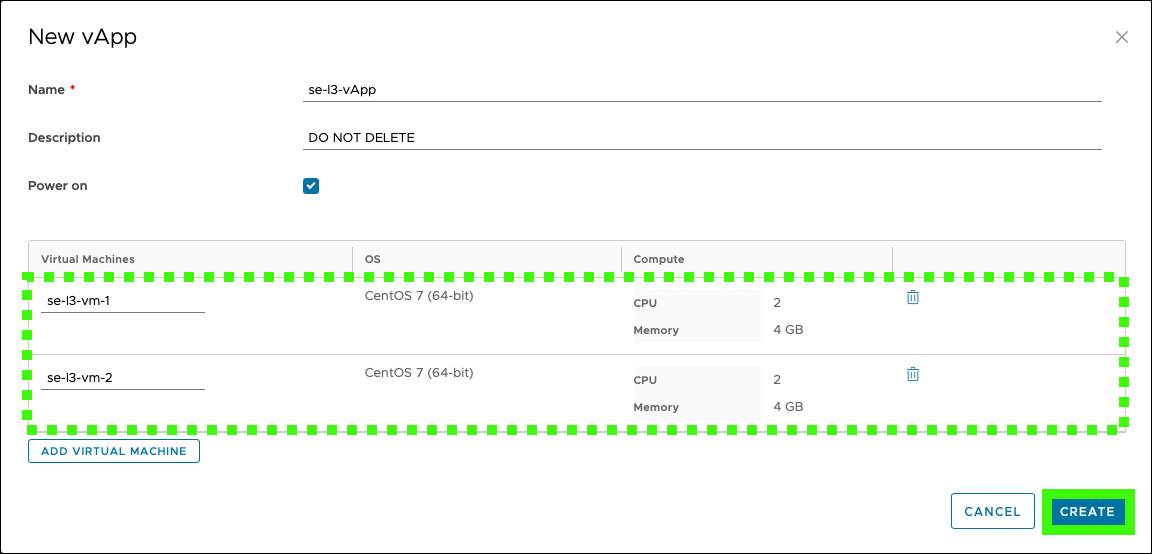 New vApp
Name *
se-l3-vApp
Description
DO NOT DELETE
Power on
Virtual Machines OS Compute
se-l3-vm-1 CentOS 7 (64-bit) CPU 2
Memory 4 GB
se-l3-vm-2 CentOS 7 (64-bit) CPU 2
Memory 4 GB
ADD VIRTUAL MACHINE
CANCEL CREATE